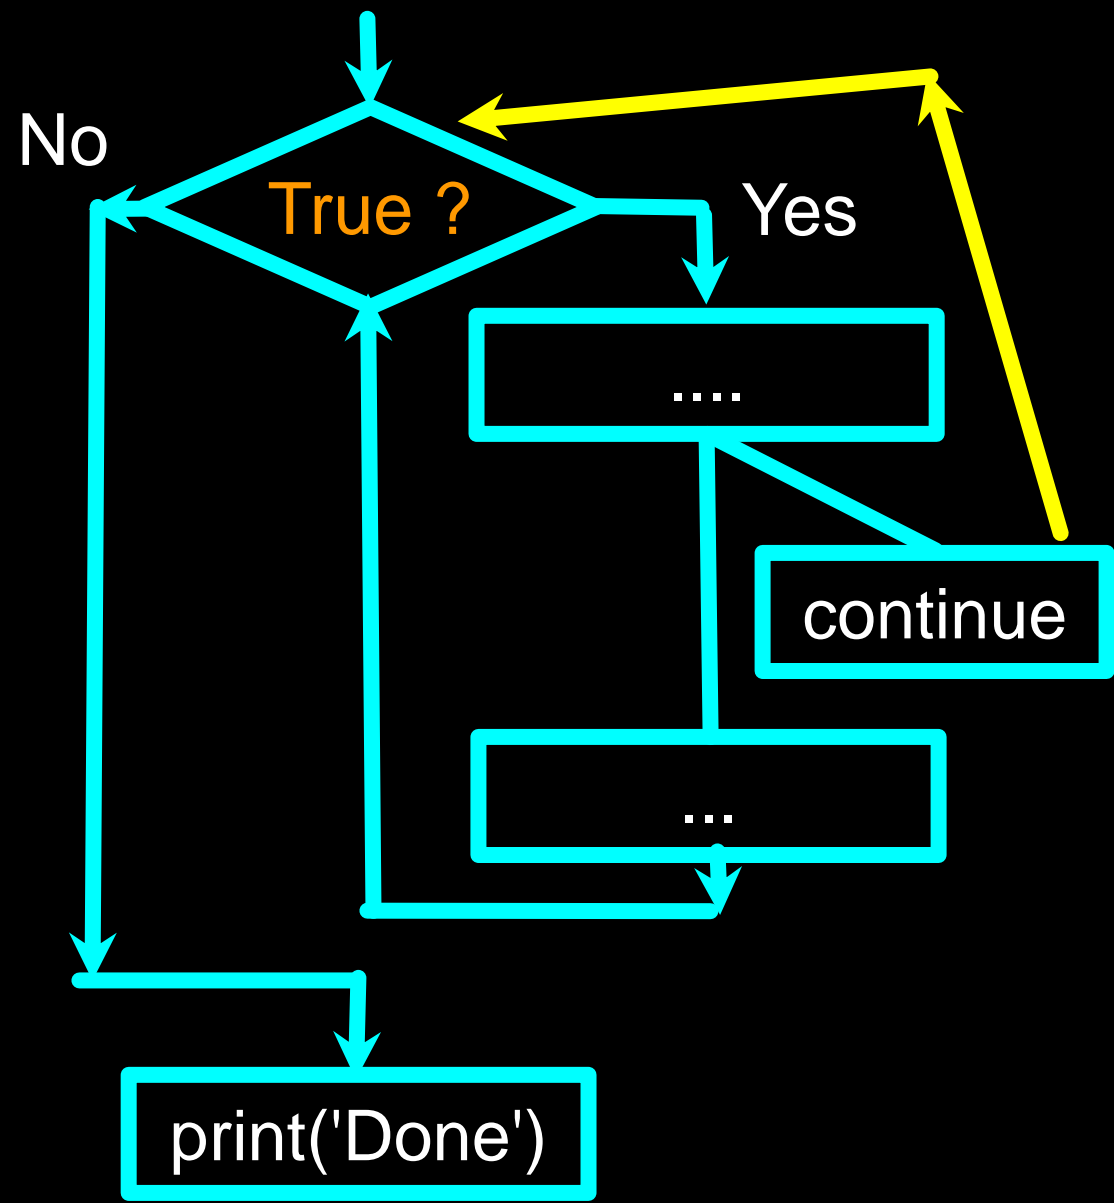 No
True ?
Yes
....
continue
...
print('Done')